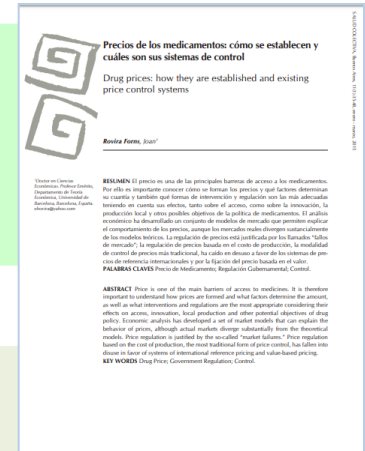 Precios de los medicamentos: cómo se establecen y
cuáles son sus sistemas de control
Drug prices: how they are established and existing
price control systems
Rovira Forns, Joan¹
¹Doctor en Ciencias
Económicas. Profesor Emérito,
Departamento de Teoría
Económica, Universidad de
Barcelona, Barcelona, España.
RESUMEN El precio es una de las principales barreras de acceso a los medicamentos.
Por ello es importante conocer cómo se forman los precios y qué factores determinan
su cuantía y también qué formas de intervención y regulación son las más adecuadas
teniendo en cuenta sus efectos, tanto sobre el acceso, como sobre la innovación, la
producción local y otros posibles objetivos de la política de medicamentos. El análisis
económico ha desarrollado un conjunto de modelos de mercado que permiten explicar
el comportamiento de los precios, aunque los mercados reales divergen sustancialmente
de los modelos teóricos. La regulación de precios está justificada por los llamados "fallos
de mercado"; la regulación de precios basada en el costo de producción, la modalidad
de control de precios más tradicional, ha caído en desuso a favor de los sistemas de pre-
cios de referencia internacionales y por la fijación del precio basada en el valor.
PALABRAS CLAVES Precio de Medicamento; Regulación Gubernamental; Control.
ABSTRACT Price is one of the main barriers of access to medicines. It is therefore
important to understand how prices are formed and what factors determine the amount,
as well as what interventions and regulations are the most appropriate considering their
effects on access, innovation, local production and other potential objectives of drug
policy. Economic analysis has developed a set of market models that can explain the
behavior of prices, although actual markets diverge substantially from the theoretical
models. Price regulation is justified by the so-called "market failures." Price regulation
based on the cost of production, the most traditional form of price control, has fallen into
disuse in favor of systems of international reference pricing and value-based pricing.
KEY WORDS Drug Price; Government Regulation; Control.
SALUD COLECTIVA, Buenos Aires,